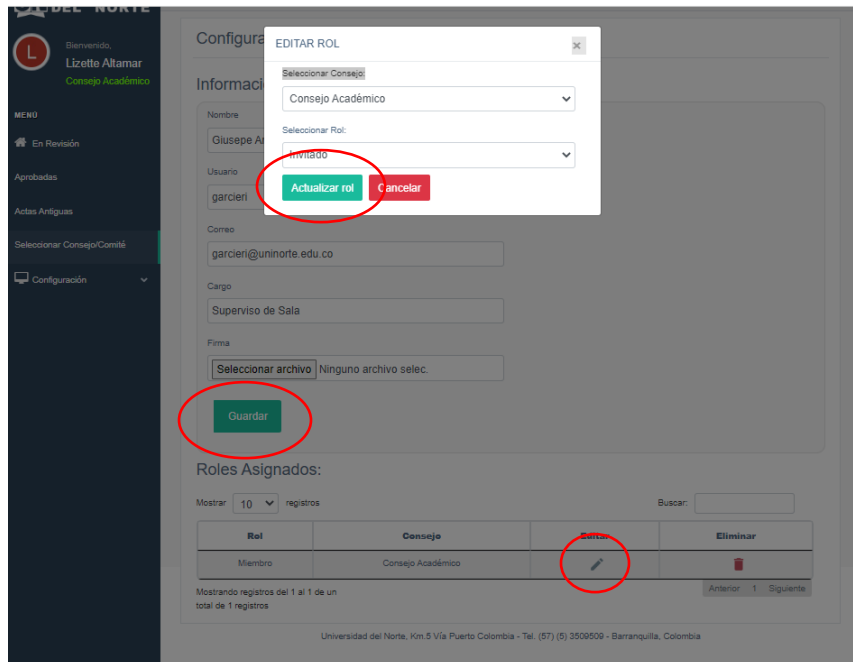 DEL NORTE
L
Bienvenido,
Lizette Altamar
Consejo Académico
MENÚ
En Revisión
Aprobadas
Actas Antiguas
Seleccionar Consejo/Comité
Configuración
Configura
Informaci
Nombre
Giusepe Ar
Usuario
garcieri
Correo
garcieri@uninorte.edu.co
Cargo
Superviso de Sala
Firma
Seleccionar archivo Ninguno archivo selec.
Guardar
EDITAR ROL
×
Seleccionar Consejo:
Consejo Académico
Seleccionar Rol:
Invitado
Actualizar rol Cancelar
Roles Asignados:
Mostrar 10 registros Buscar:
Rol Consejo Editar Eliminar
Miembro Consejo Académico
Mostrando registros del 1 al 1 de un
total de 1 registros
Anterior 1 Siguiente
Universidad del Norte, Km.5 Vía Puerto Colombia - Tel. (57) (5) 3509509 - Barranquilla, Colombia